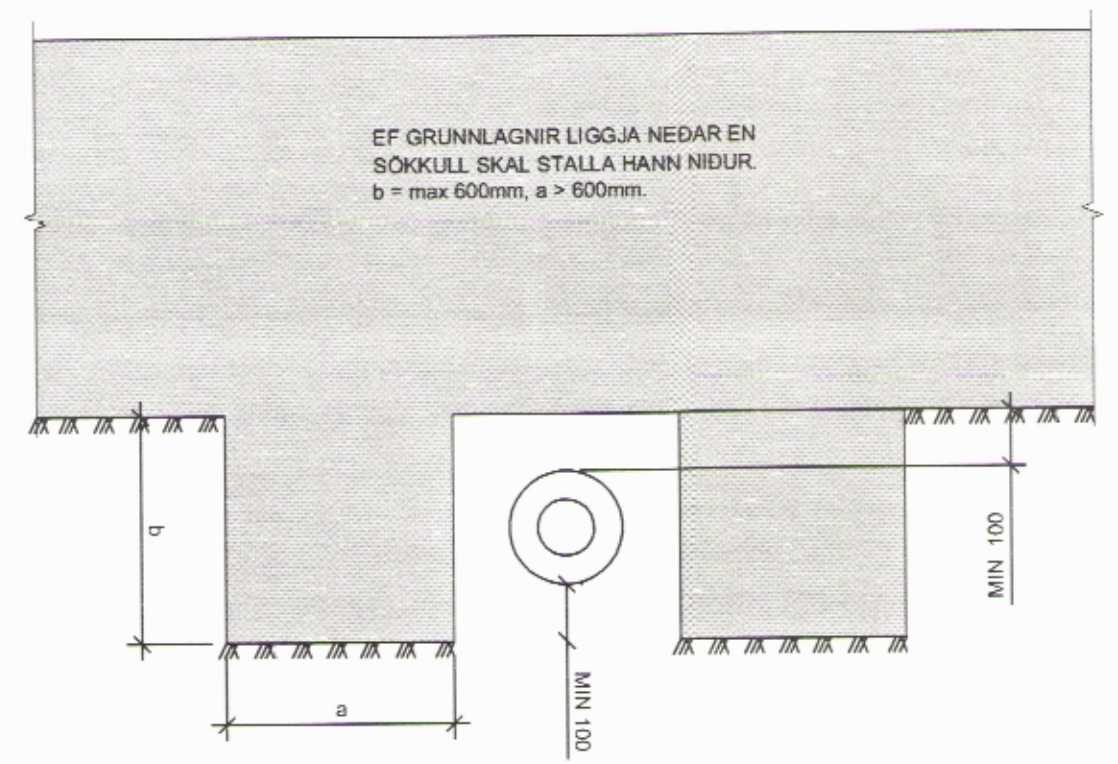 EF GRUNNLAGNIR LIGGJA NEÐAR EN
SÖKKULL SKAL STALLA HANN NIÐUR.
b = max 600mm, a > 600mm.
b
MIN 100
MIN 100
a